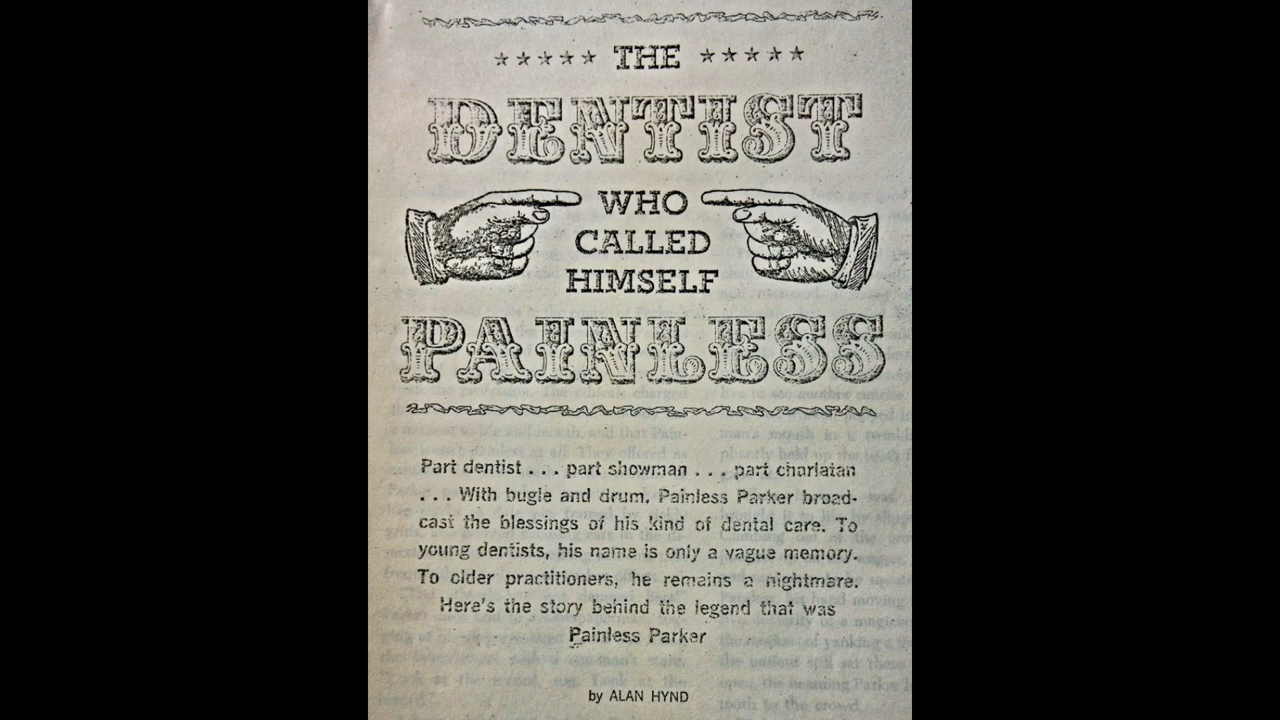 THE
DENTIST
WHO
CALLED
HIMSELF
PAINLESS
Part dentist . . . part showman . . . part charlatan
. . . With bugle and drum, Painless Parker broad-
cast the blessings of his kind of dental care. To
young dentists, his name is only a vague memory.
To older practitioners, he remains a nightmare.
Here's the story behind the legend that was
Painless Parker
by ALAN HYND